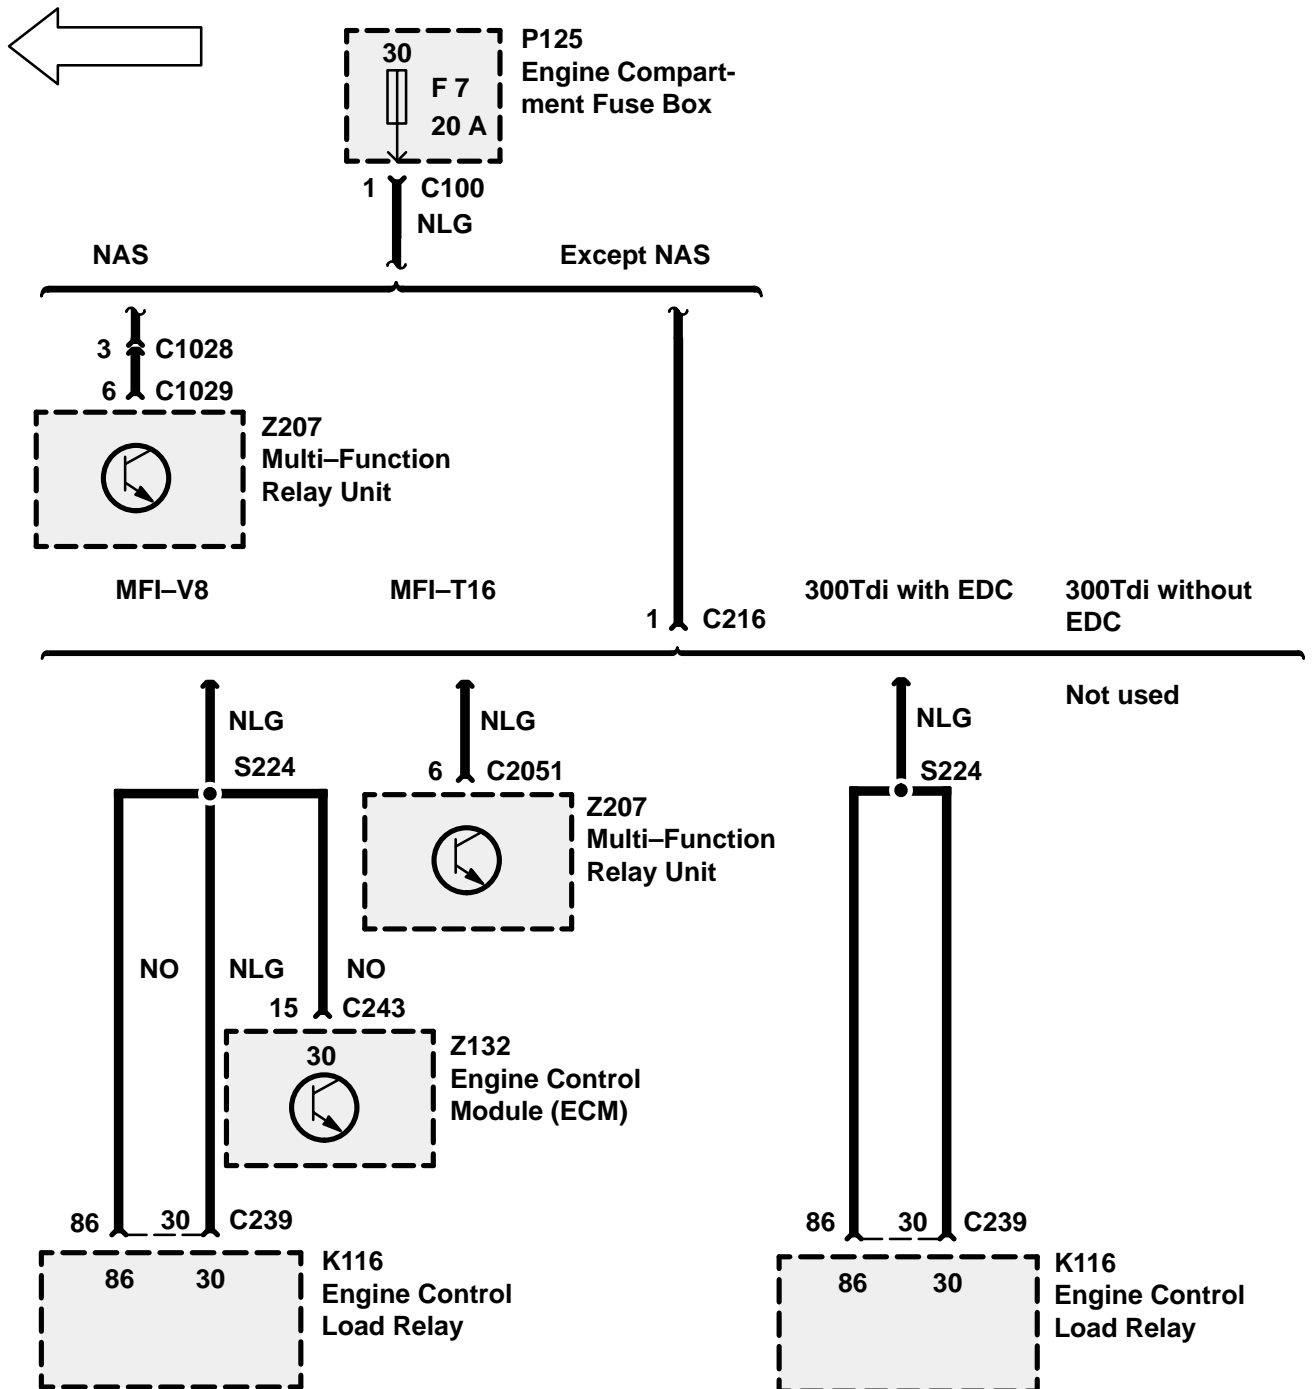 P125
Engine Compart-
ment Fuse Box
30
F 7
20 A
1 C100
NLG
NAS
Except NAS
3 C1028
6 C1029
Z207
Multi–Function
Relay Unit
MFI–V8
MFI–T16
300Tdi with EDC
300Tdi without
EDC
1 C216
Not used
NLG
NLG
NLG
S224
6 C2051
S224
Z207
Multi–Function
Relay Unit
NO
NLG
NO
15 C243
30
Z132
Engine Control
Module (ECM)
86 30 C239
86 30
K116
Engine Control
Load Relay
86 30 C239
86 30
K116
Engine Control
Load Relay